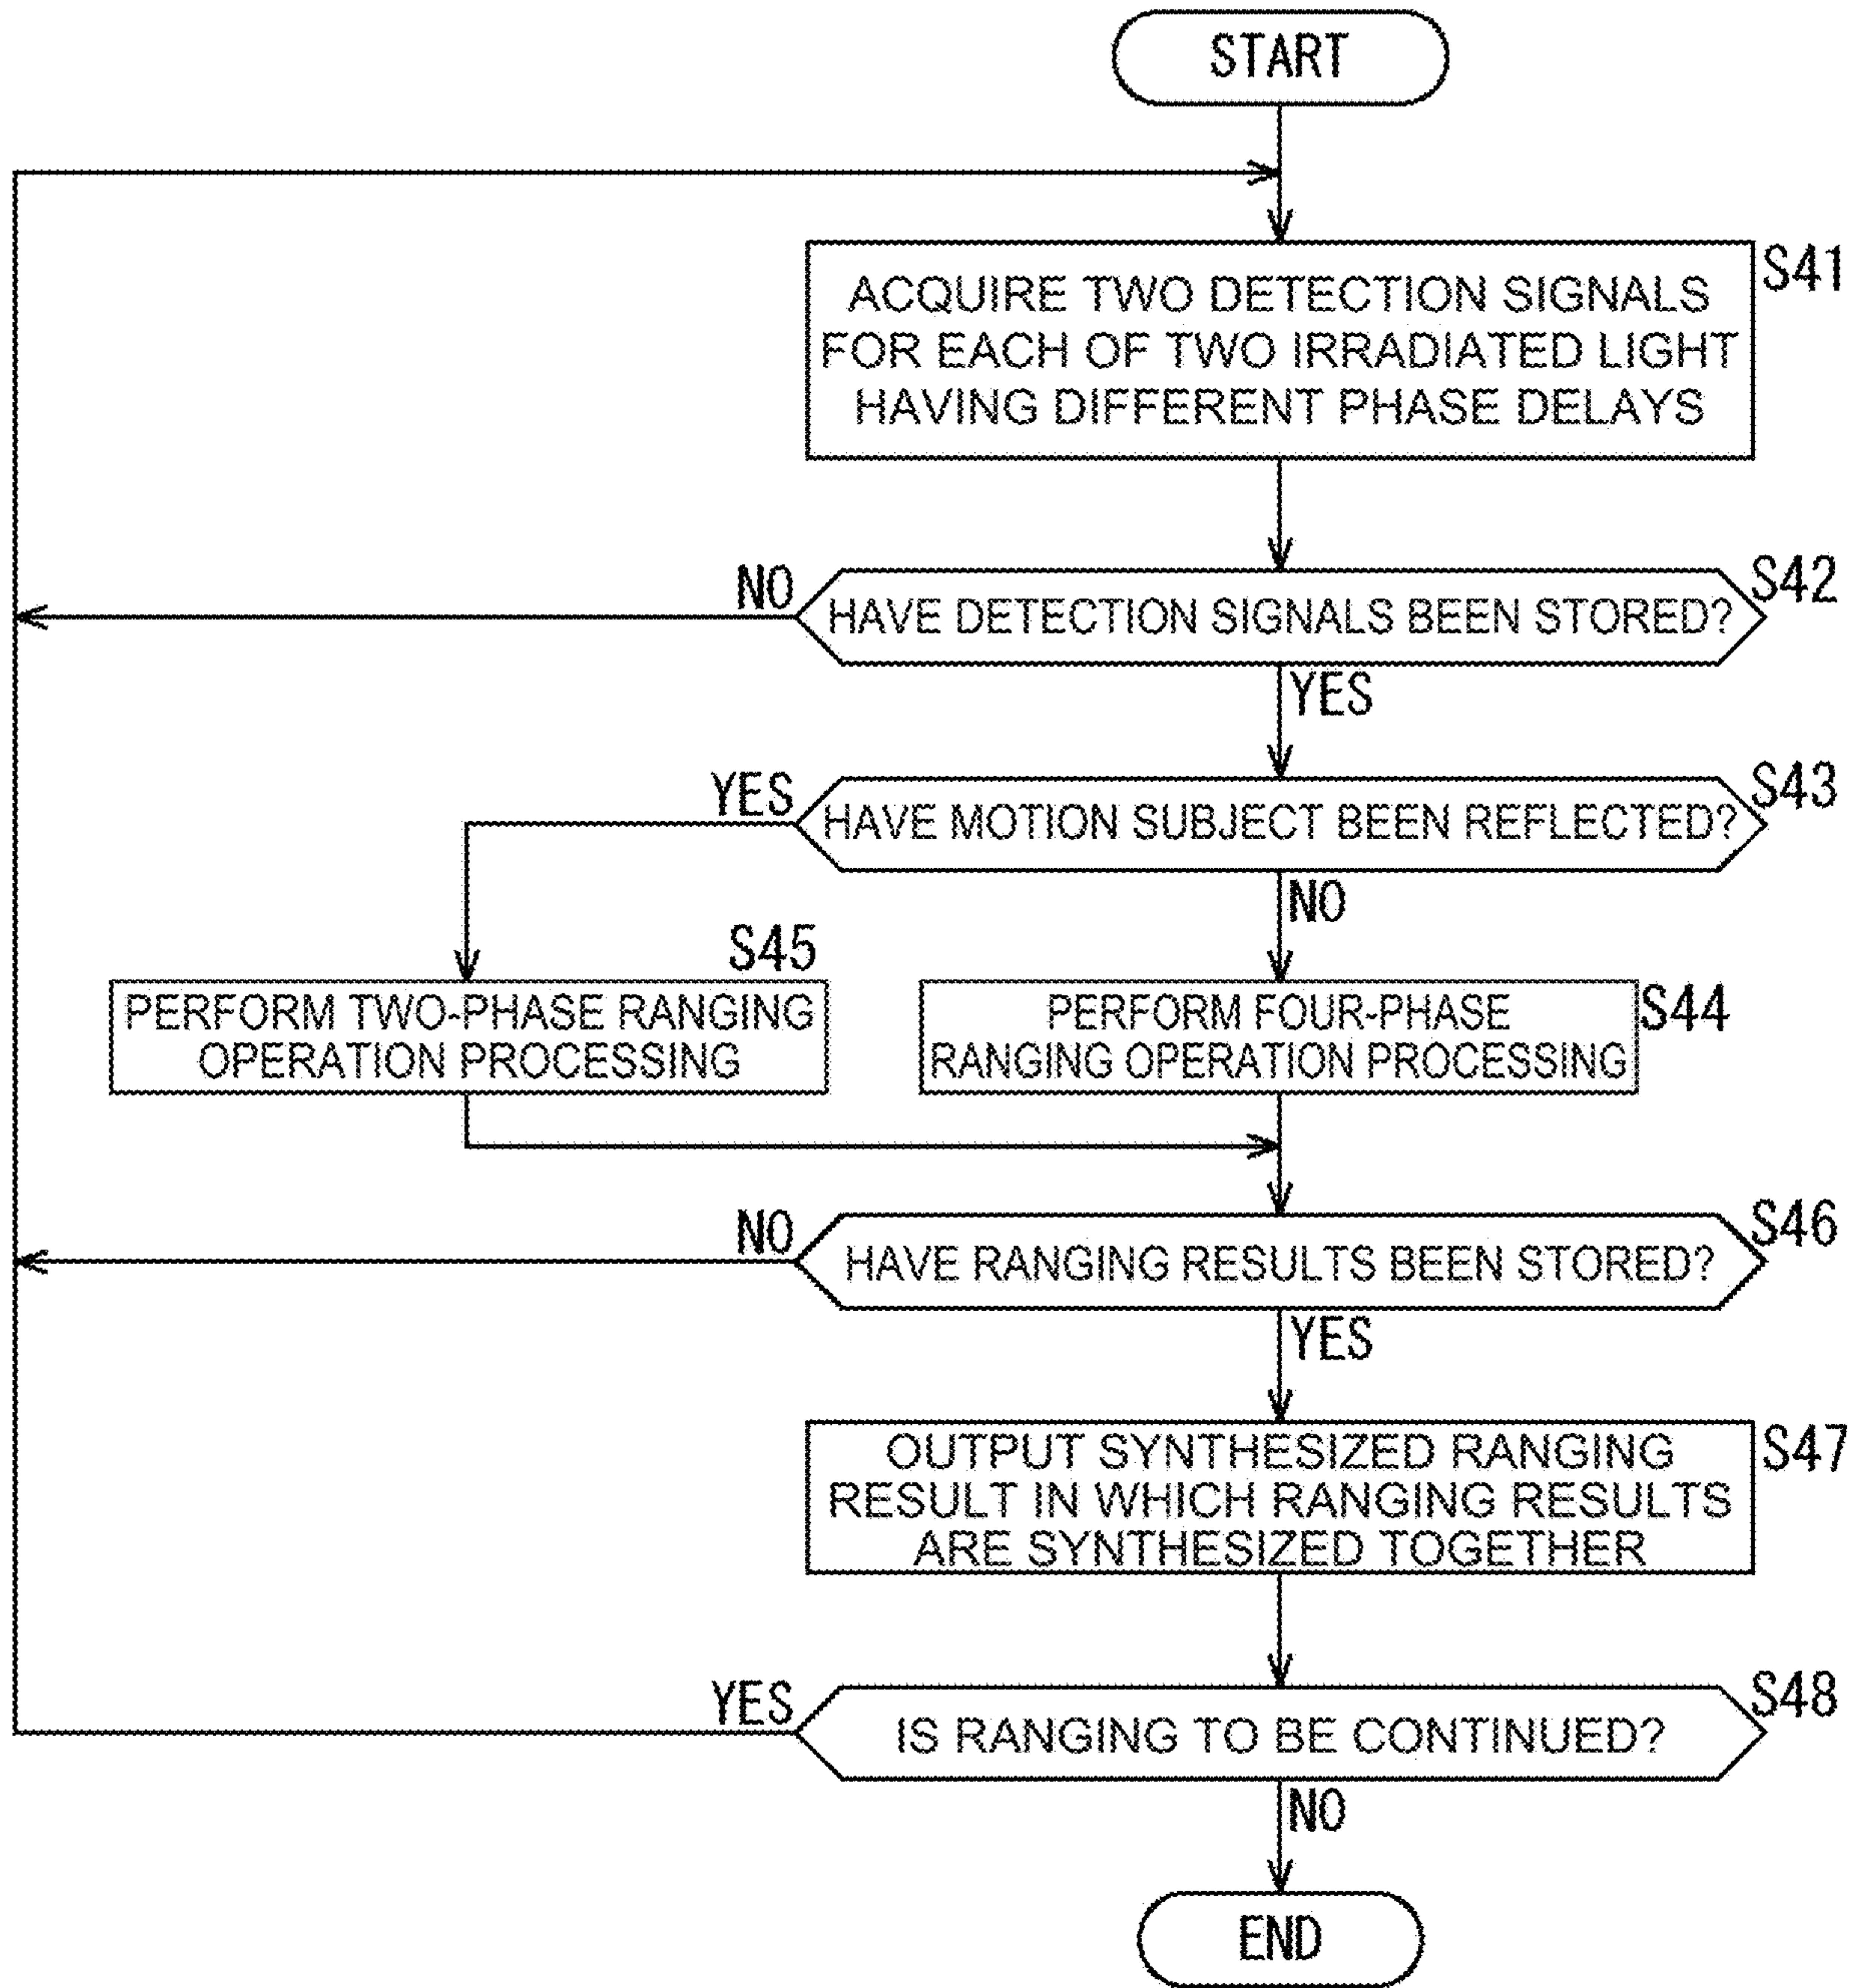 START
S41
ACQUIRE TWO DETECTION SIGNALS
FOR EACH OF TWO IRRADIATED LIGHT
HAVING DIFFERENT PHASE DELAYS
NO
S42
HAVE DETECTION SIGNALS BEEN STORED?
YES
YES
S43
HAVE MOTION SUBJECT BEEN REFLECTED?
NO
S45
PERFORM TWO-PHASE RANGING
OPERATION PROCESSING
S44
PERFORM FOUR-PHASE
RANGING OPERATION PROCESSING
NO
S46
HAVE RANGING RESULTS BEEN STORED?
YES
S47
OUTPUT SYNTHESIZED RANGING
RESULT IN WHICH RANGING RESULTS
ARE SYNTHESIZED TOGETHER
YES
S48
IS RANGING TO BE CONTINUED?
NO
END